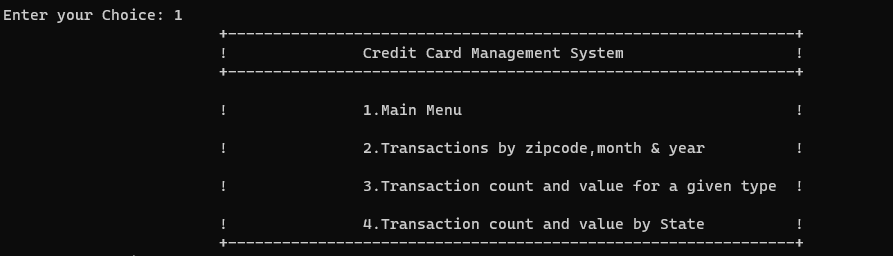 Enter your Choice: 1
+---------------------------------------------------------------+
! Credit Card Management System !
+---------------------------------------------------------------+
! 1.Main Menu !
! 2.Transactions by zipcode,month & year !
! 3.Transaction count and value for a given type !
! 4.Transaction count and value by State !
+---------------------------------------------------------------+